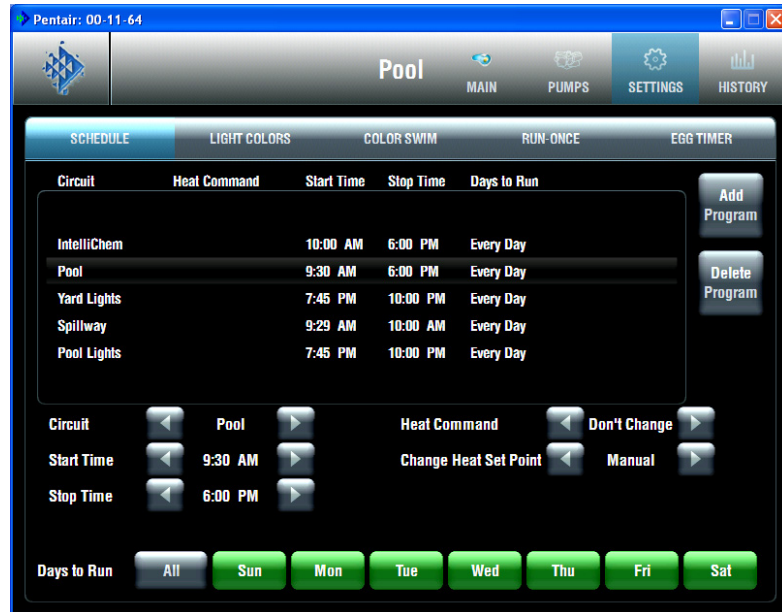 Pentair: 00-11-64
Pool
MAIN
PUMPS
SETTINGS
HISTORY
SCHEDULE LIGHT COLORS COLOR SWIM RUN-ONCE EGG TIMER
Circuit Heat Command Start Time Stop Time Days to Run
Add
Program
IntelliChem 10:00 AM 6:00 PM Every Day
Pool 9:30 AM 6:00 PM Every Day
Delete
Program
Yard Lights 7:45 PM 10:00 PM Every Day
Spillway 9:29 AM 10:00 AM Every Day
Pool Lights 7:45 PM 10:00 PM Every Day
Circuit Pool Heat Command Don't Change
Start Time 9:30 AM Change Heat Set Point Manual
Stop Time 6:00 PM
Days to Run All Sun Mon Tue Wed Thu Fri Sat